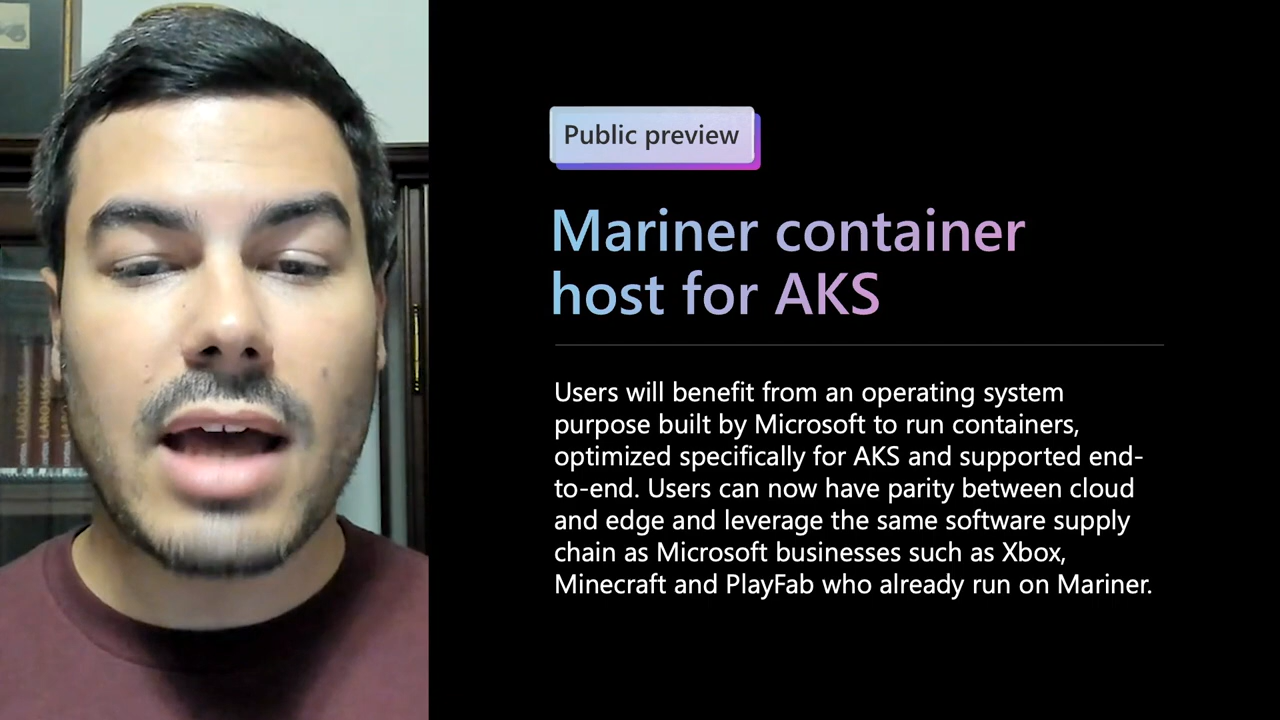 Public preview
Mariner container
host for AKS
Users will benefit from an operating system
purpose built by Microsoft to run containers,
optimized specifically for AKS and supported end-
to-end. Users can now have parity between cloud
and edge and leverage the same software supply
chain as Microsoft businesses such as Xbox,
Minecraft and PlayFab who already run on Mariner.
LAROUSSE
LAROUSSE